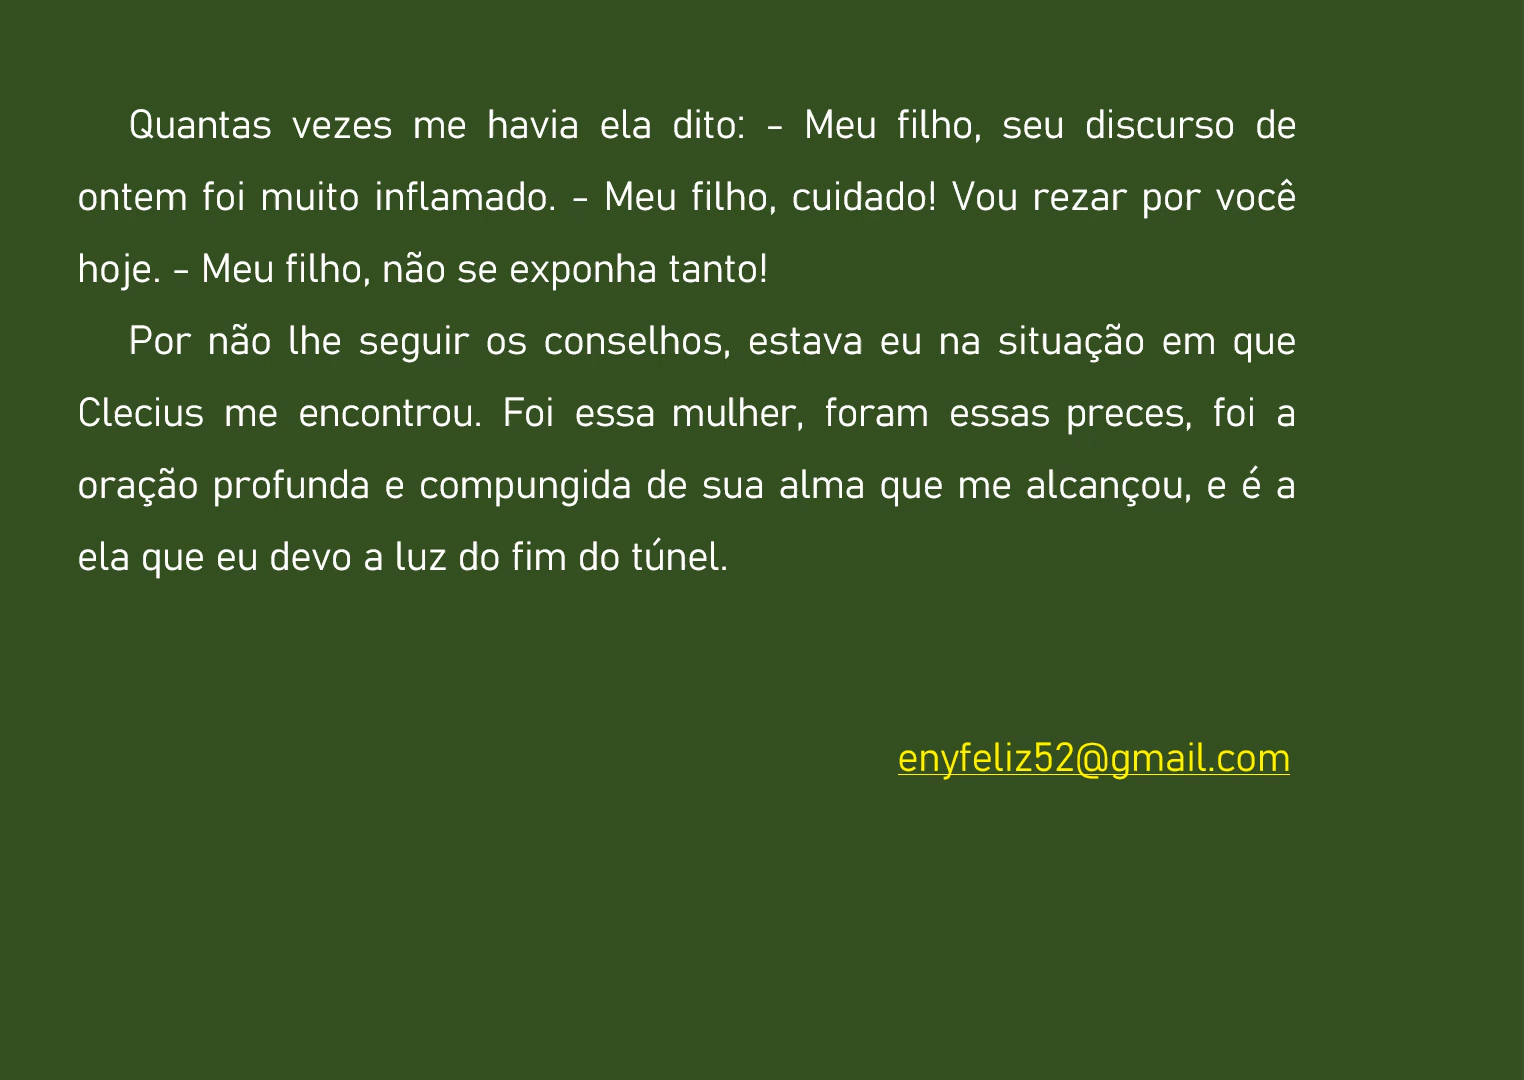 Quantas vezes me havia ela dito: - Meu filho, seu discurso de
ontem foi muito inflamado. - Meu filho, cuidado! Vou rezar por você
hoje. - Meu filho, não se exponha tanto!
Por não lhe seguir os conselhos, estava eu na situação em que
Clecius me encontrou. Foi essa mulher, foram essas preces, foi a
oração profunda e compungida de sua alma que me alcançou, e é a
ela que eu devo a luz do fim do túnel.
enyfeliz52@gmail.com